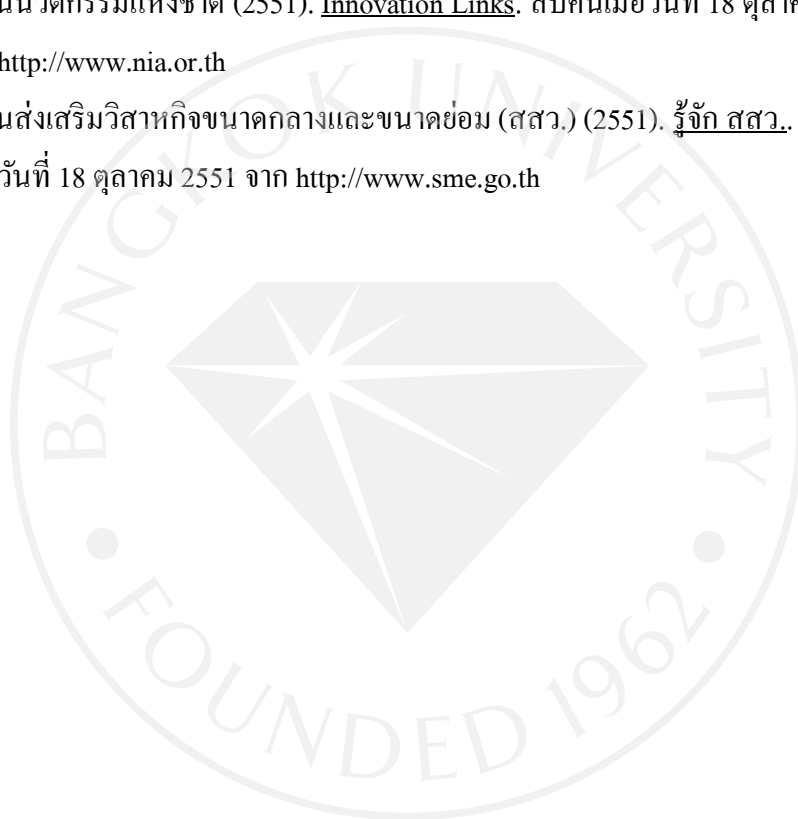 นนวัตกรรมแห่งชาติ (2551). Innovation Links. สืบค้นเมื่อวันที่ 18 ตุลาค
http://www.nia.or.th
นส่งเสริมวิสาหกิจขนาดกลางและขนาดย่อม (สสว.) (2551). รู้จัก สสว..
วันที่ 18 ตุลาคม 2551 จาก http://www.sme.go.th
BANGKOK UNIVERSITY
FOUNDED 1962